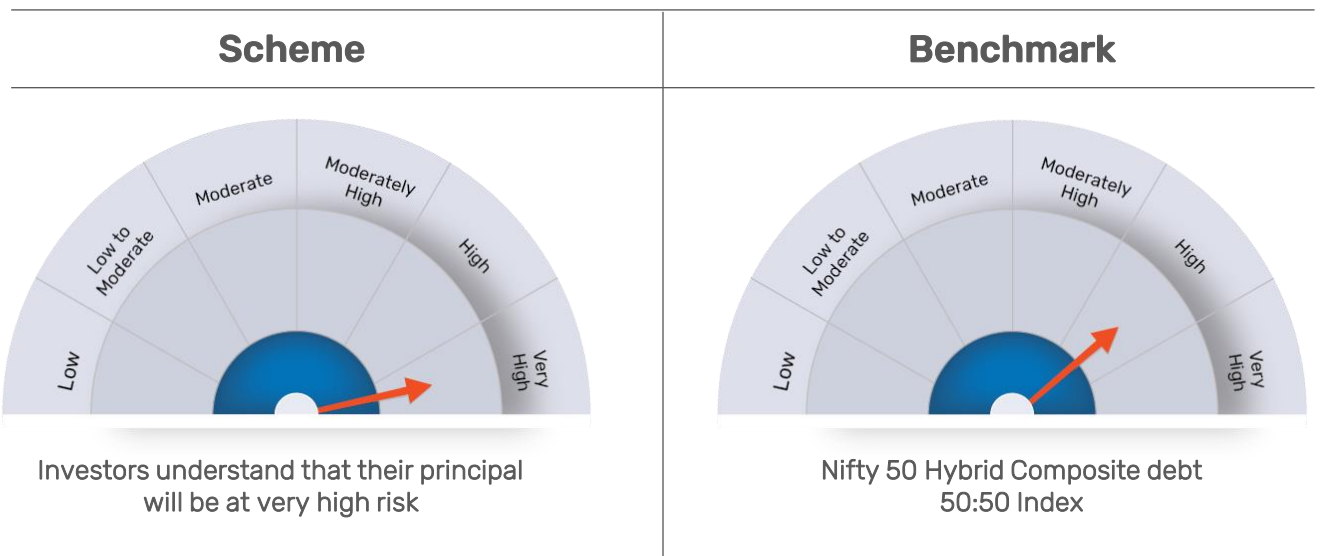 Scheme
Benchmark
Low
Low to
Moderate
Moderate
Moderately
High
High
Very
High
Investors understand that their principal
will be at very high risk
Low
Low to
Moderate
Moderate
Moderately
High
High
Very
High
Nifty 50 Hybrid Composite debt
50:50 Index